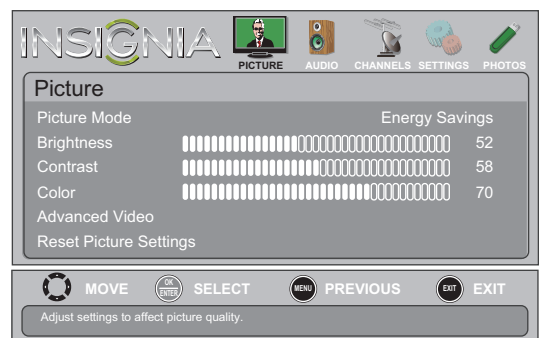 INSIGNIA
PICTURE AUDIO CHANNELS SETTINGS PHOTOS
Picture
Picture Mode Energy Savings
Brightness 52
Contrast 58
Color 70
Advanced Video
Reset Picture Settings
MOVE OK ENTER SELECT MENU PREVIOUS EXIT EXIT
Adjust settings to affect picture quality.